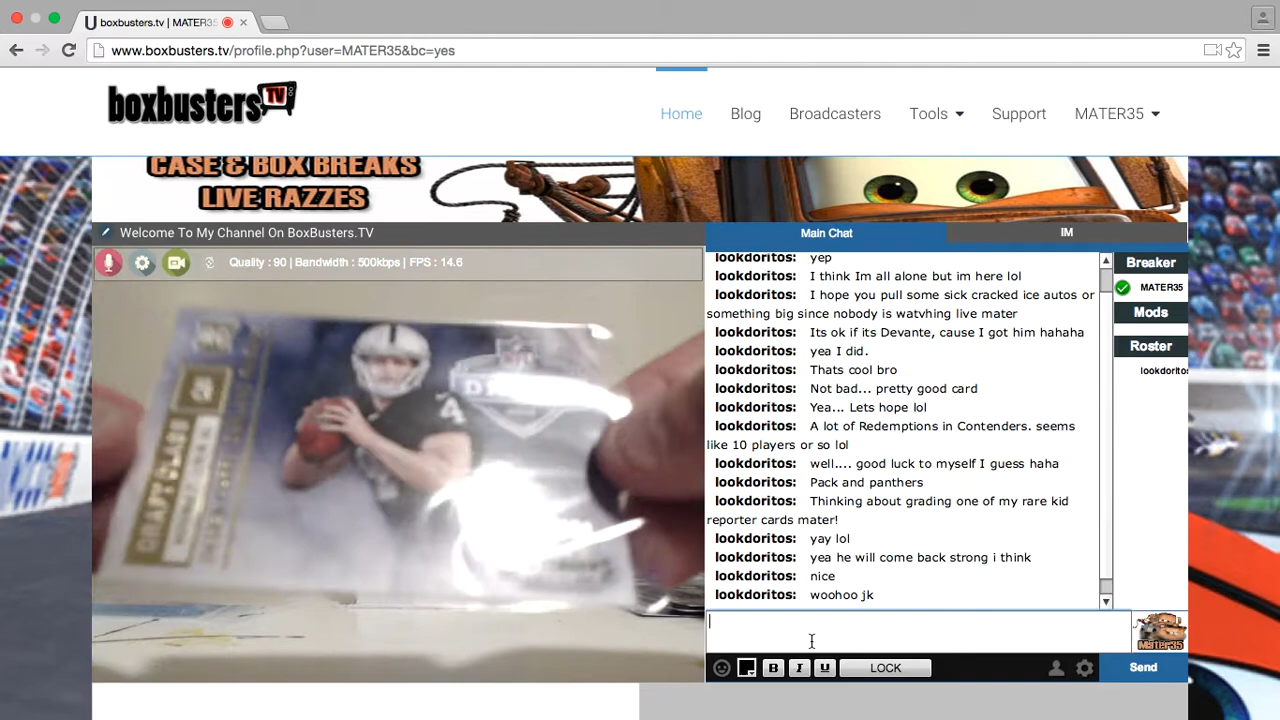 boxbusters.tv | MATER35
www.boxbusters.tv/profile.php?user=MATER35&bc=yes
boxbusters TV
Home Blog Broadcasters Tools Support MATER35
CASE & BOX BREAKS
LIVE RAZZES
Welcome To My Channel On BoxBusters.TV
Main Chat IM
Quality : 90 | Bandwidth : 500kbps | FPS : 14.6
lookdoritos: yep
lookdoritos: I think Im all alone but im here lol
lookdoritos: I hope you pull some sick cracked ice autos or
something big since nobody is watvhing live mater
lookdoritos: Its ok if its Devante, cause I got him hahaha
lookdoritos: yea I did.
lookdoritos: Thats cool bro
lookdoritos: Not bad... pretty good card
lookdoritos: Yea... Lets hope lol
lookdoritos: A lot of Redemptions in Contenders. seems
like 10 players or so lol
lookdoritos: well.... good luck to myself I guess haha
lookdoritos: Pack and panthers
lookdoritos: Thinking about grading one of my rare kid
reporter cards mater!
lookdoritos: yay lol
lookdoritos: yea he will come back strong i think
lookdoritos: nice
lookdoritos: woohoo jk
Breaker
MATER35
Mods
Roster
lookdoritos
DRAFT CLASS
4
Mater35
B I U LOCK Send